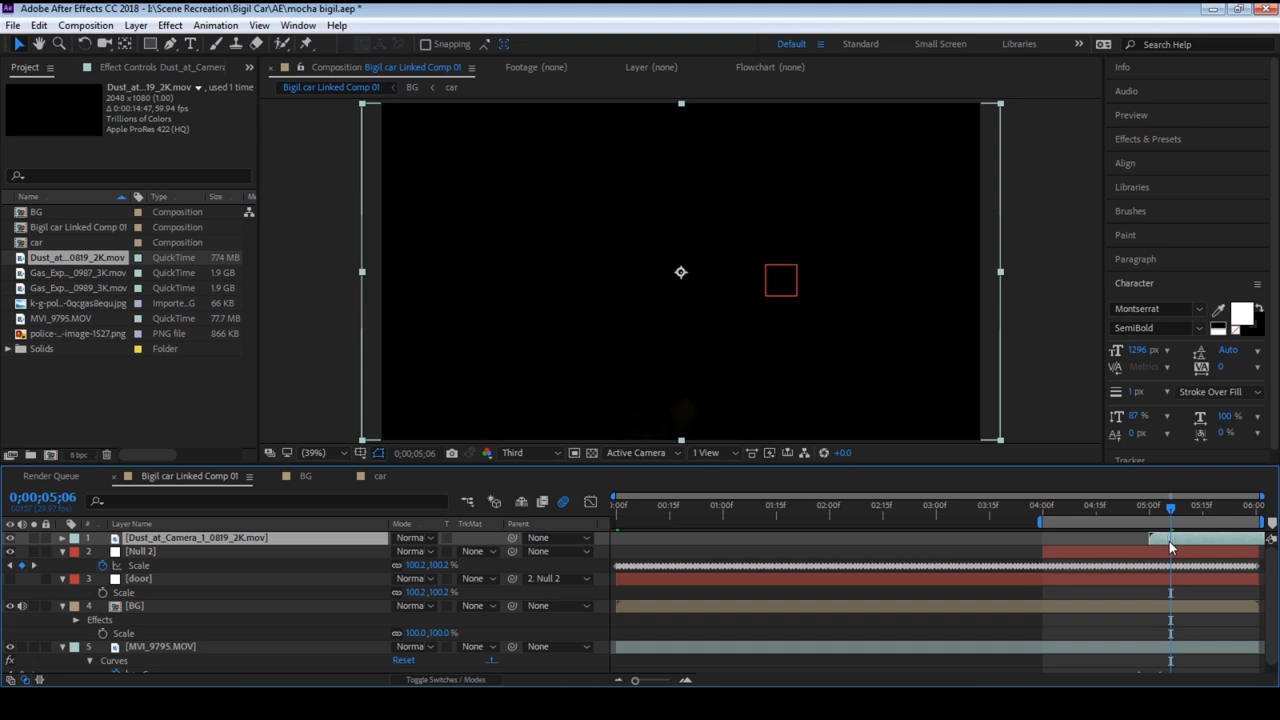 Adobe After Effects CC 2018 - I:\Scene Recreation\Bigil Car\AE\mocha bigil.aep *
File Edit Composition Layer Effect Animation View Window Help
Snapping Default Standard Small Screen Libraries Search Help
Project Effect Controls Dust_at_Camera Composition Bigil car Linked Comp 01 Footage (none) Layer (none) Flowchart (none) Info
Dust_at...19_2K.mov , used 1 time Bigil car Linked Comp 01 BG car
2048 x 1080 (1.00) Audio
Δ 0:00:14:47, 59.94 fps
Trillions of Colors Preview
Apple ProRes 422 (HQ)
Effects & Presets
Align
Name Type Size Libraries
BG Composition Brushes
Bigil car Linked Comp 01 Composition
car Composition Paint
Dust_at...0819_2K.mov QuickTime 774 MB Paragraph
Gas_Exp..._0987_3K.mov QuickTime 1.9 GB
Gas_Exp..._0989_3K.mov QuickTime 1.9 GB Character
k-g-pol...-0qcgas8equ.jpg Importe...G 66 KB Montserrat
MVI_9795.MOV QuickTime 77.7 MB SemiBold
police-...-image-1527.png PNG file 866 KB
Solids Folder 1296 px Auto
Metrics 0
1 px Stroke Over Fill
87 % 100 %
0 px 0 %
8 bpc (39%) 0;00;05;06 Third Active Camera 1 View +0.0 Tracker
Render Queue Bigil car Linked Comp 01 BG car
0;00;05;06
00157 (29.97 fps) 0:00f 00:15f 01:00f 01:15f 02:00f 02:15f 03:00f 03:15f 04:00f 04:15f 05:00f 05:15f 06:00f
# Layer Name Mode T .TrkMat Parent
1 [Dust_at_Camera_1_0819_2K.mov] Norma None
2 [Null 2] Norma None None
Scale 100.2,100.2 %
3 [door] Norma None 2. Null 2
Scale 100.2,100.2 %
4 [BG] Norma None None
Effects
Scale 100.0,100.0 %
5 [MVI_9795.MOV] Norma None None
fx Curves Reset
Toggle Switches / Modes